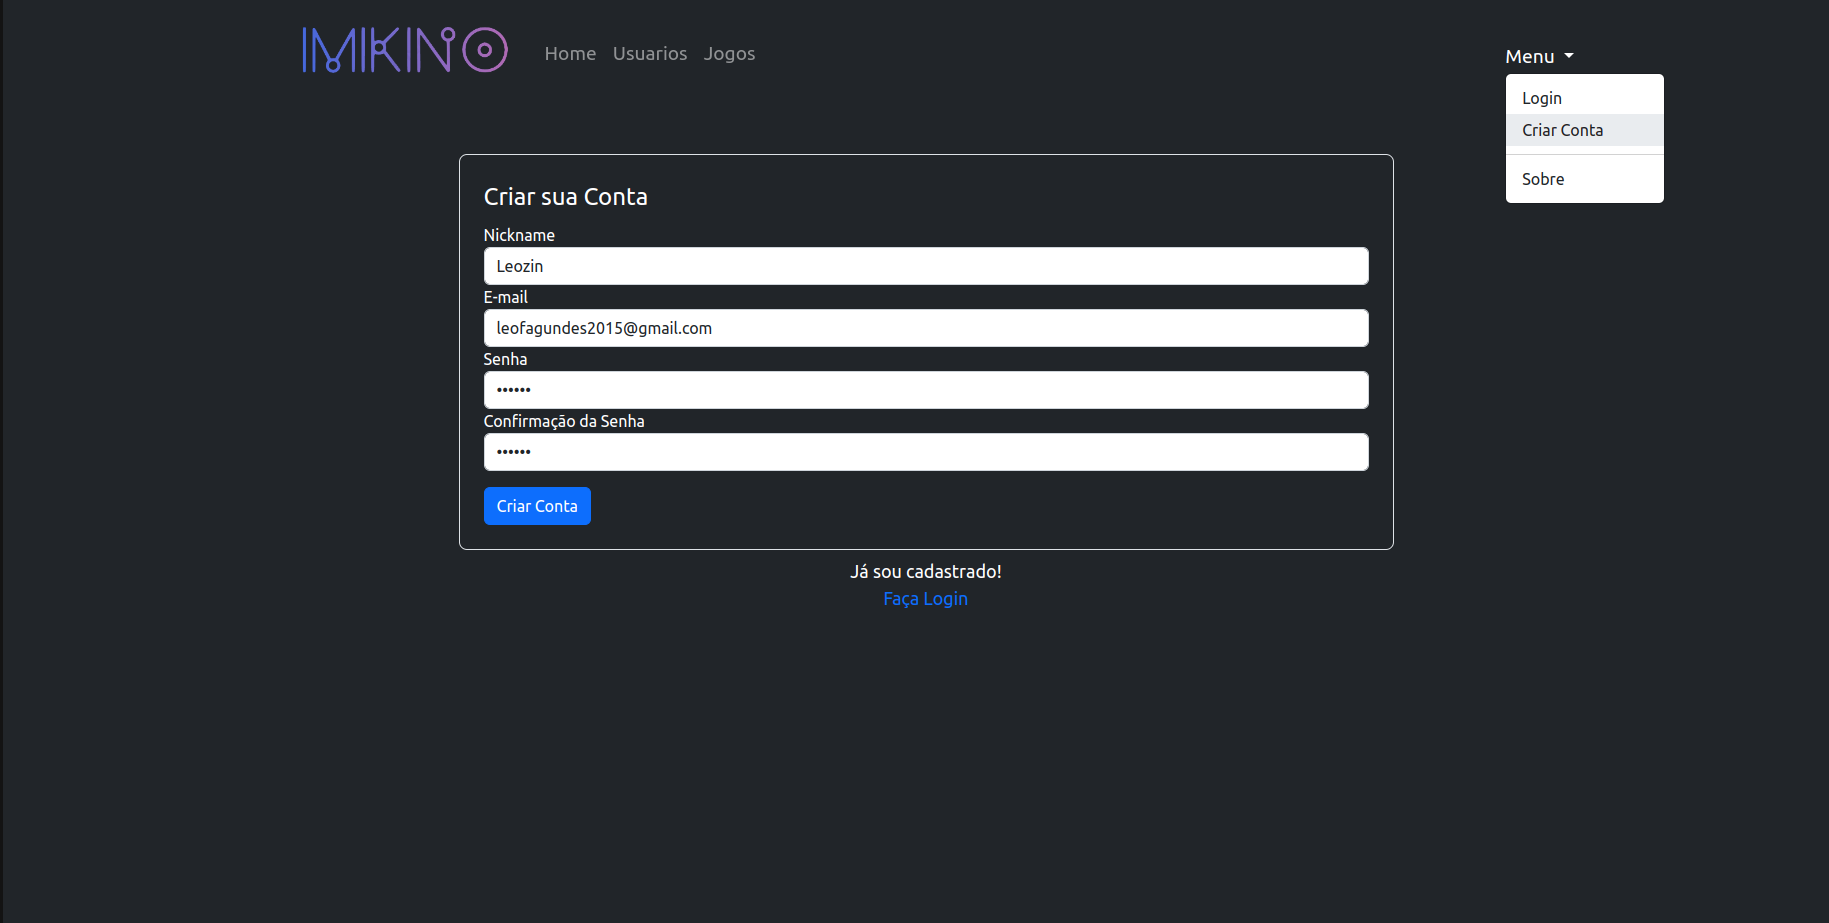 IMKINO
Home Usuarios Jogos
Menu
Login
Criar Conta
Sobre
Criar sua Conta
Nickname
Leozin
E-mail
leofagundes2015@gmail.com
Senha
••••••
Confirmação da Senha
••••••
Criar Conta
Já sou cadastrado!
Faça Login